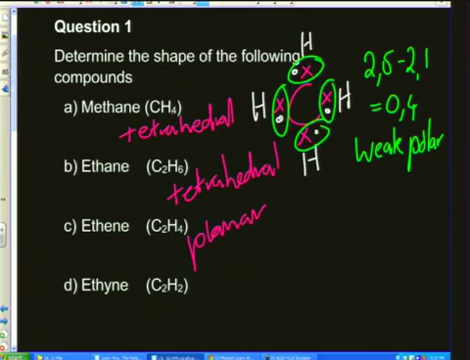 Question 1
Determine the shape of the following
compounds
a) Methane (CH₄)
tetrahedral
b) Ethane (C₂H₆)
tetrahedral
c) Ethene (C₂H₄)
planar
d) Ethyne (C₂H₂)
H
H C H
H
2,5-2,1
=0,4
weak polar